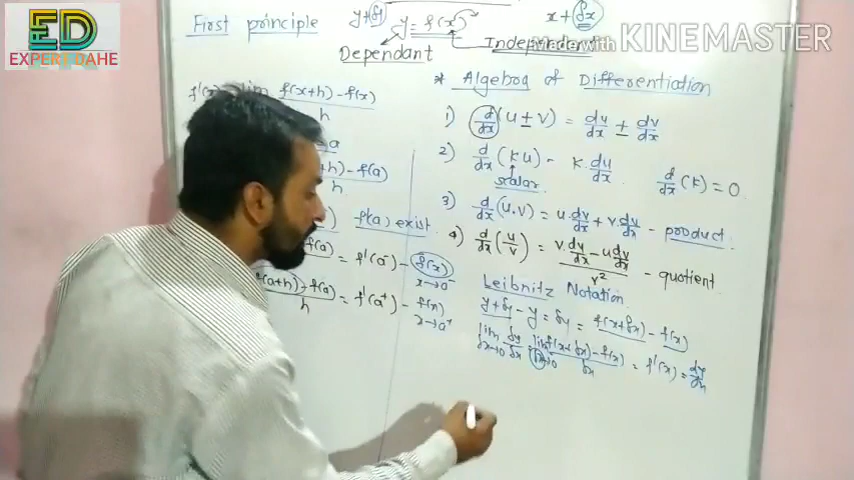 ED
EXPERT DAHE
Made with KINEMASTER
First principle
y+δy
y = f(x)
x + δx
Dependant
Independent
lim f(x+h) - f(x)
h
f(a)
h
f'(a) exist.
f(a) = f'(a⁻) - f(x)
x→a⁻
f(a+h) - f(a) = f'(a⁺) - f(x)
h
x→a⁺
* Algebra of Differentiation
1) d/dx (u ± v) = du/dx ± dv/dx
2) d/dx (ku) = k.du/dx
scalar
d/dx (k) = 0
3) d/dx (u.v) = u.dv/dx + v.du/dx - product.
4) d/dx (u/v) = v.du/dx - u dv/dx / v² - quotient
Leibnitz Notation
y+δy - y = δy = f(x+δx) - f(x)
lim δx→0 δy/δx = lim δx→0 f(x+δx) - f(x) / δx = f'(x) = dy/dx